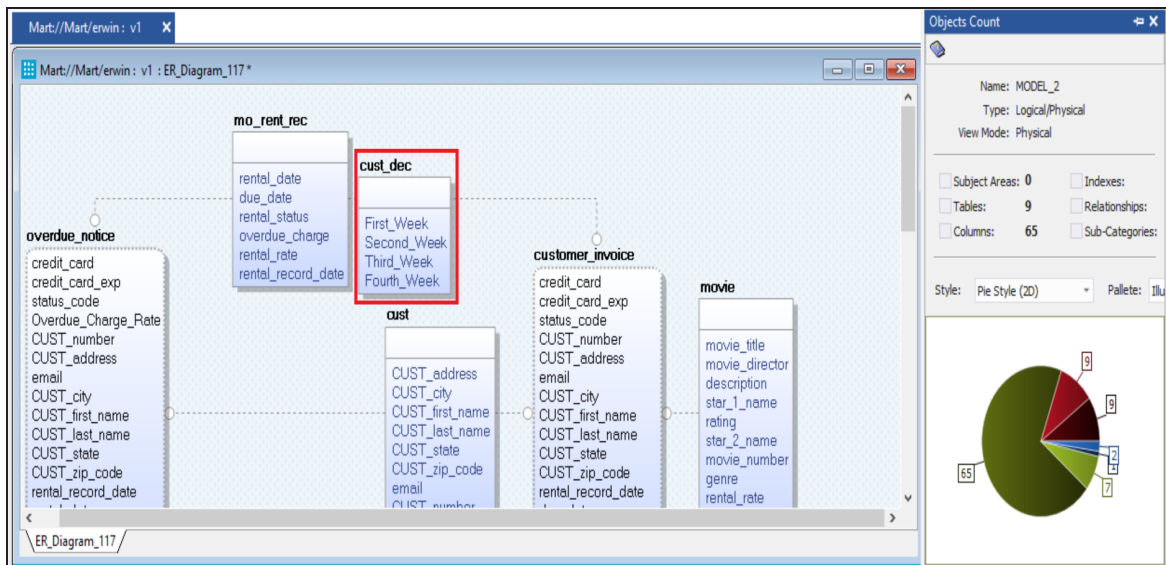 Mart://Mart/erwin : v1 X
Mart://Mart/erwin : v1 : ER_Diagram_117 *
mo_rent_rec
rental_date
due_date
rental_status
overdue_charge
rental_rate
rental_record_date
cust_dec
First_Week
Second_Week
Third_Week
Fourth_Week
overdue_notice
credit_card
credit_card_exp
status_code
Overdue_Charge_Rate
CUST_number
CUST_address
email
CUST_city
CUST_first_name
CUST_last_name
CUST_state
CUST_zip_code
rental_record_date
cust
CUST_address
CUST_city
CUST_first_name
CUST_last_name
CUST_state
CUST_zip_code
email
CUST_number
customer_invoice
credit_card
credit_card_exp
status_code
CUST_number
CUST_address
email
CUST_city
CUST_first_name
CUST_last_name
CUST_state
CUST_zip_code
rental_record_date
movie
movie_title
movie_director
description
star_1_name
rating
star_2_name
movie_number
genre
rental_rate
ER_Diagram_117
Objects Count
Name: MODEL_2
Type: Logical/Physical
View Mode: Physical
Subject Areas: 0 Indexes:
Tables: 9 Relationships:
Columns: 65 Sub-Categories:
Style: Pie Style (2D) Pallete: Illu
9
9
2
1
7
65